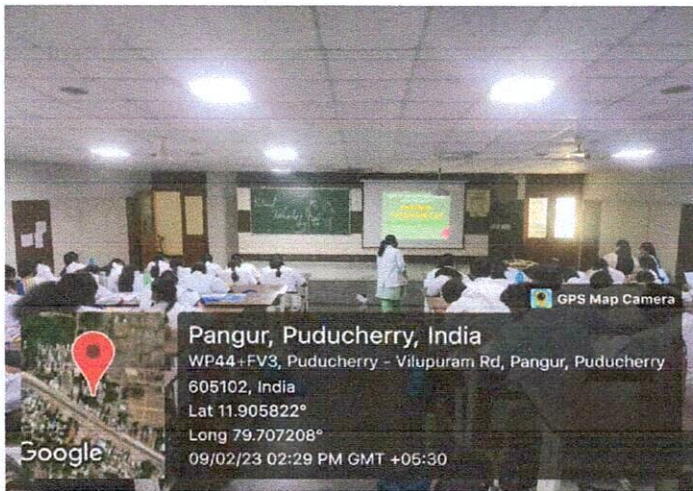 GPS Map Camera
Pangur, Puducherry, India
WP44+FV3, Puducherry - Vilupuram Rd, Pangur, Puducherry
605102, India
Lat 11.905822°
Long 79.707208°
09/02/23 02:29 PM GMT +05:30
Google